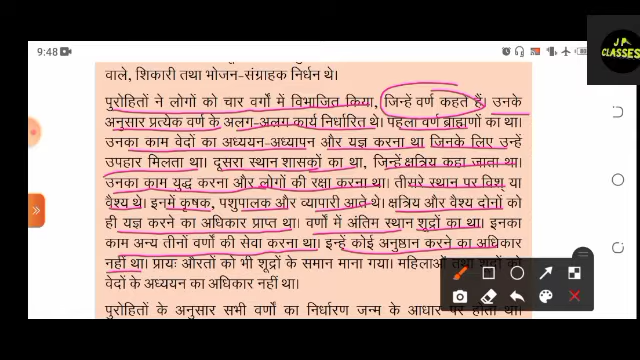 9:48
J P
CLASSES
वाले, शिकारी तथा भोजन-संग्राहक निर्धन थे।
पुरोहितों ने लोगों को चार वर्गों में विभाजित किया, जिन्हें वर्ण कहते हैं। उनके
अनुसार प्रत्येक वर्ण के अलग-अलग कार्य निर्धारित थे। पहला वर्ण ब्राह्मणों का था।
उनका काम वेदों का अध्ययन-अध्यापन और यज्ञ करना था जिनके लिए उन्हें
उपहार मिलता था। दूसरा स्थान शासकों का था, जिन्हें क्षत्रिय कहा जाता था।
उनका काम युद्ध करना और लोगों की रक्षा करना था। तीसरे स्थान पर विश् या
वैश्य थे। इनमें कृषक, पशुपालक और व्यापारी आते थे। क्षत्रिय और वैश्य दोनों को
ही यज्ञ करने का अधिकार प्राप्त था। वर्णों में अंतिम स्थान शूद्रों का था। इनका
काम अन्य तीनों वर्णों की सेवा करना था। इन्हें कोई अनुष्ठान करने का अधिकार
नहीं था। प्रायः औरतों को भी शूद्रों के समान माना गया। महिलाओं तथा शूद्रों को
वेदों के अध्ययन का अधिकार नहीं था।
पुरोहितों के अनुसार सभी वर्णों का निर्धारण जन्म के आधार पर होता था।